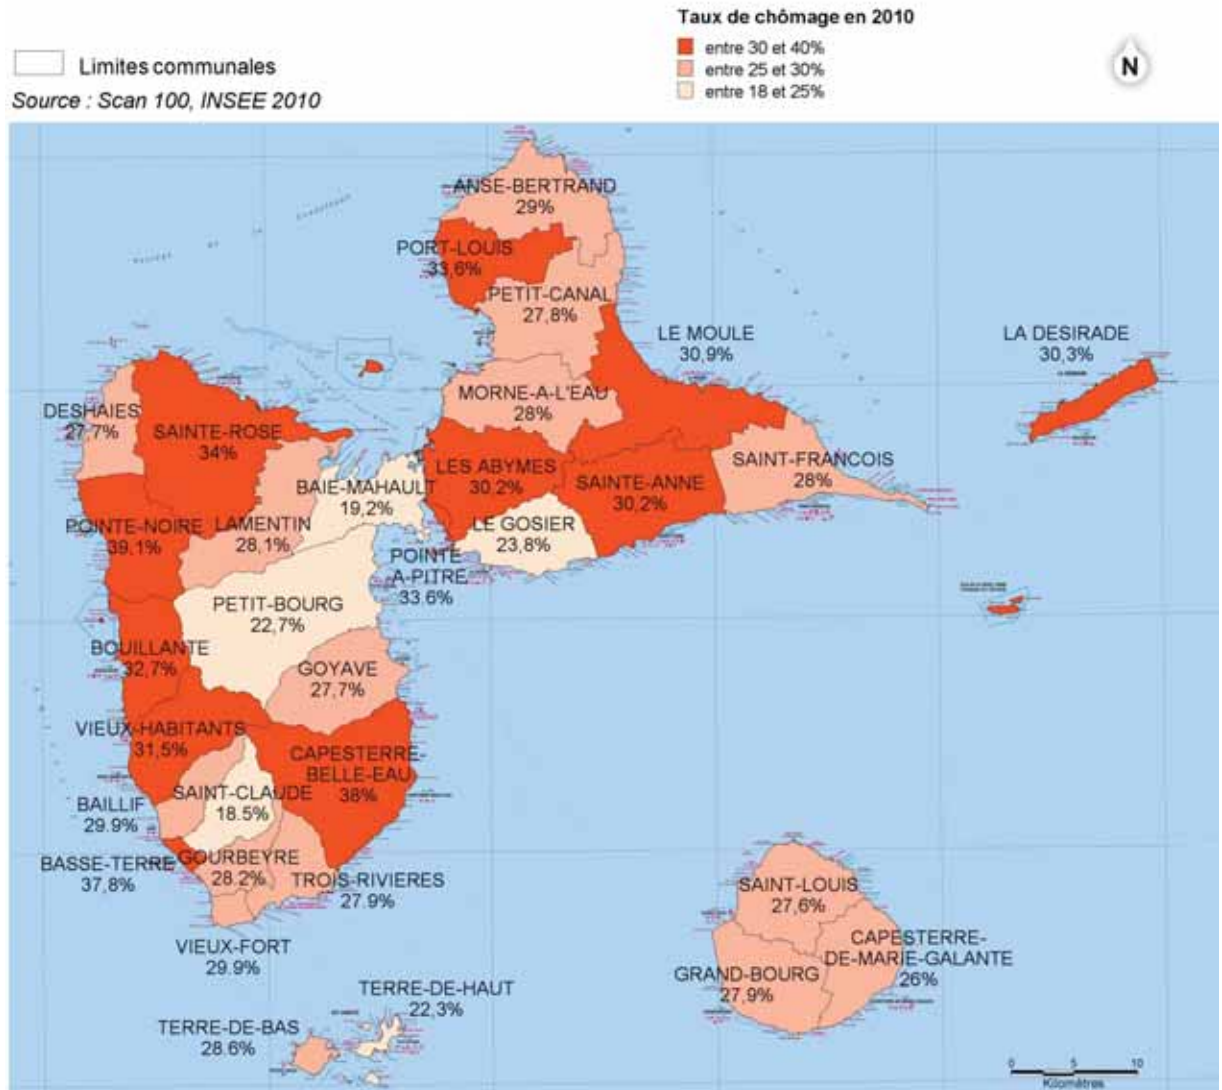 Taux de chômage en 2010
entre 30 et 40%
entre 25 et 30%
entre 18 et 25%
Limites communales
Source : Scan 100, INSEE 2010
N
ANSE-BERTRAND
29%
PORT-LOUIS
33,6%
PETIT-CANAL
27,8%
LE MOULE
30,9%
LA DESIRADE
30,3%
MORNE-A-L'EAU
28%
DESHAIES
27.7%
SAINTE-ROSE
34%
LES ABYMES
30.2%
SAINTE-ANNE
30,2%
SAINT-FRANCOIS
28%
BAIE-MAHAULT
19,2%
POINTE-NOIRE
39,1%
LAMENTIN
28,1%
LE GOSIER
23,8%
POINTE
A-PITRE
33.6%
PETIT-BOURG
22,7%
BOUILLANTE
32,7%
GOYAVE
27,7%
VIEUX-HABITANTS
31,5%
CAPESTERRE-
BELLE-EAU
38%
SAINT-CLAUDE
18.5%
BAILLIF
29.9%
BASSE-TERRE
37,8%
GOURBEYRE
28.2%
TROIS-RIVIERES
27.9%
VIEUX-FORT
29.9%
SAINT-LOUIS
27,6%
CAPESTERRE-
DE-MARIE-GALANTE
26%
GRAND-BOURG
27,9%
TERRE-DE-HAUT
22.3%
TERRE-DE-BAS
28.6%
0 5 10
Kilomètres